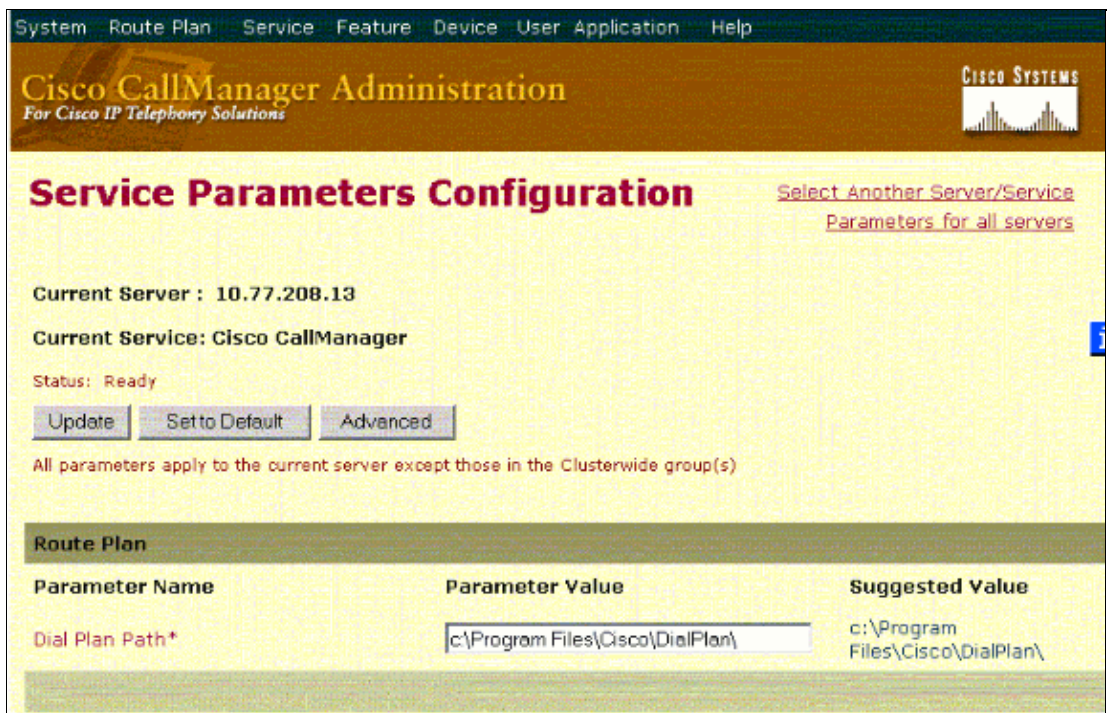 System Route Plan Service Feature Device User Application Help
Cisco CallManager Administration
For Cisco IP Telephony Solutions
CISCO SYSTEMS
Service Parameters Configuration
Select Another Server/Service
Parameters for all servers
Current Server : 10.77.208.13
Current Service: Cisco CallManager
Status: Ready
Update Set to Default Advanced
i
All parameters apply to the current server except those in the Clusterwide group(s)
Route Plan
Parameter Name Parameter Value Suggested Value
Dial Plan Path* c:\Program Files\Cisco\DialPlan\ c:\Program
Files\Cisco\DialPlan\